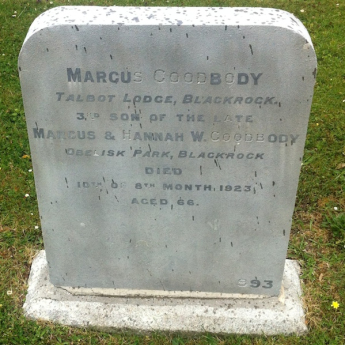 MARCUS GOODBODY
TALBOT LODGE, BLACKROCK,
3RD SON OF THE LATE
MARCUS & HANNAH W. GOODBODY
OBELISK PARK, BLACKROCK
DIED
10TH OF 8TH MONTH, 1923,
AGED 66.
993